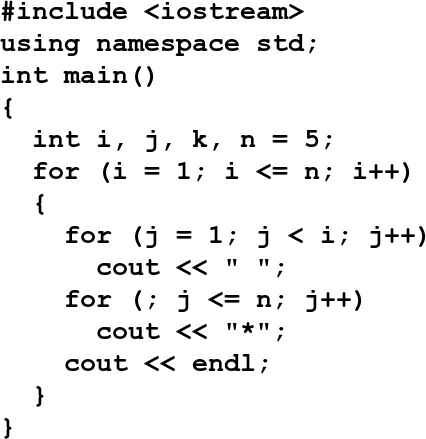 #include <iostream>
using namespace std;
int main()
{
  int i, j, k, n = 5;
  for (i = 1; i <= n; i++)
  {
    for (j = 1; j < i; j++)
      cout << " ";
    for (; j <= n; j++)
      cout << "*";
    cout << endl;
  }
}